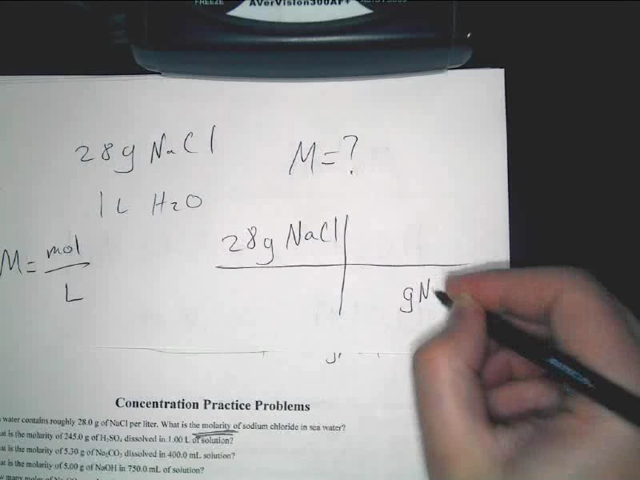 FREEZE AVerVision300AF+
28g NaCl
M=?
1L H2O
M= mol
L
28g NaCl
gN
Concentration Practice Problems
water contains roughly 28.0 g of NaCl per liter. What is the molarity of sodium chloride in sea water?
at is the molarity of 245.0 g of H2SO4 dissolved in 1.00 L of solution?
at is the molarity of 5.30 g of Na2CO3 dissolved in 400.0 mL solution?
at is the molarity of 5.00 g of NaOH in 750.0 mL of solution?
many moles of